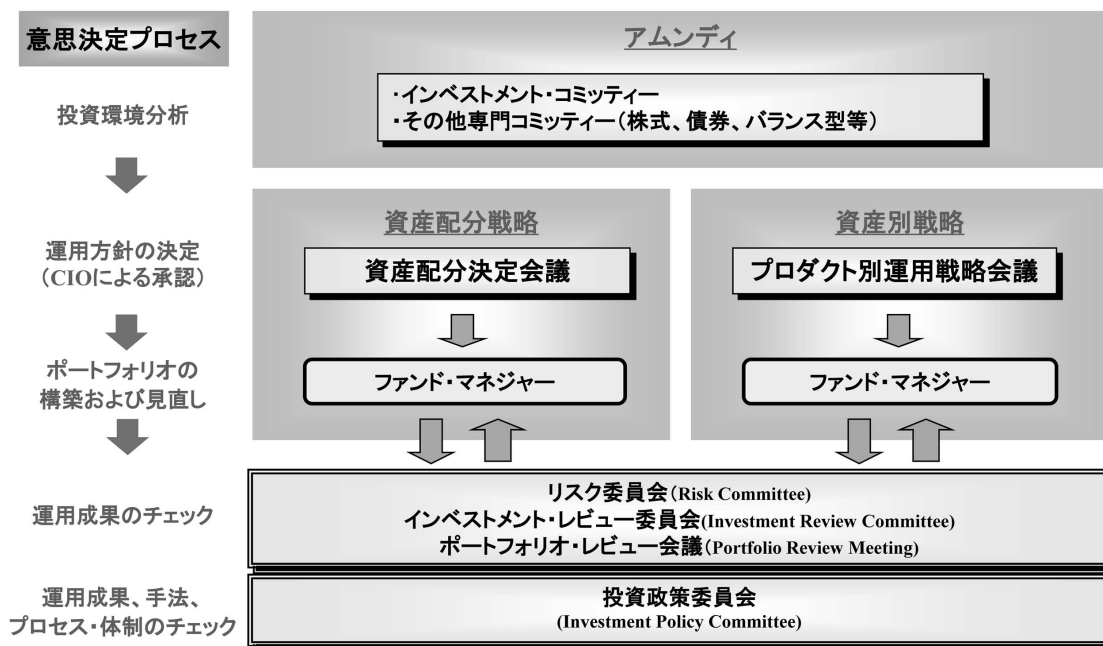 意思決定プロセス
アムンディ
・インベストメント・コミッティー
・その他専門コミッティー（株式、債券、バランス型等）
投資環境分析
資産配分戦略
資産別戦略
運用方針の決定
（CIOによる承認）
資産配分決定会議
プロダクト別運用戦略会議
ポートフォリオの
構築および見直し
ファンド・マネジャー
ファンド・マネジャー
運用成果のチェック
リスク委員会（Risk Committee）
インベストメント・レビュー委員会(Investment Review Committee)
ポートフォリオ・レビュー会議（Portfolio Review Meeting)
運用成果、手法、
プロセス・体制のチェック
投資政策委員会
(Investment Policy Committee)